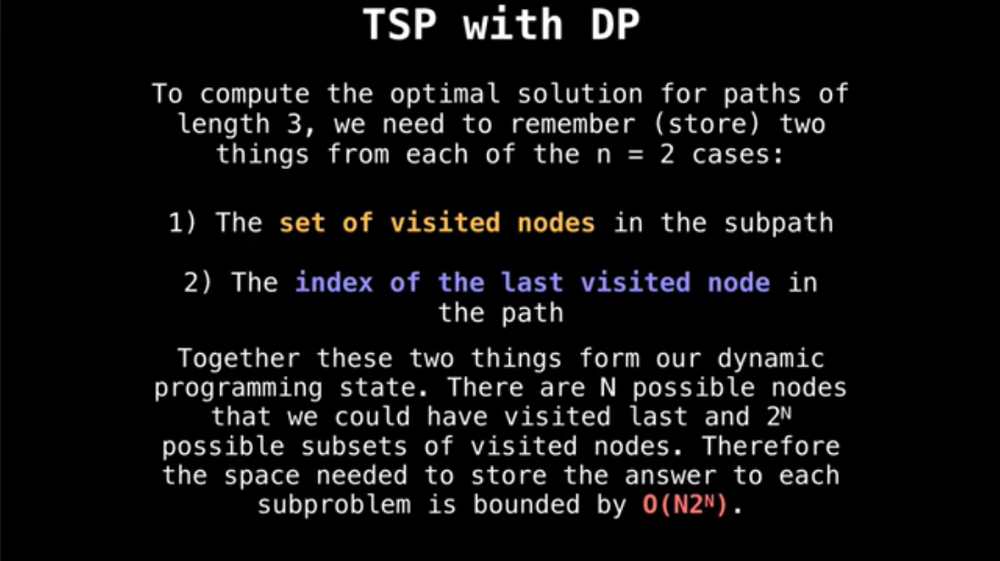 TSP with DP
To compute the optimal solution for paths of
length 3, we need to remember (store) two
things from each of the n = 2 cases:
1) The set of visited nodes in the subpath
2) The index of the last visited node in
the path
Together these two things form our dynamic
programming state. There are N possible nodes
that we could have visited last and 2ᴺ
possible subsets of visited nodes. Therefore
the space needed to store the answer to each
subproblem is bounded by O(N2ᴺ).